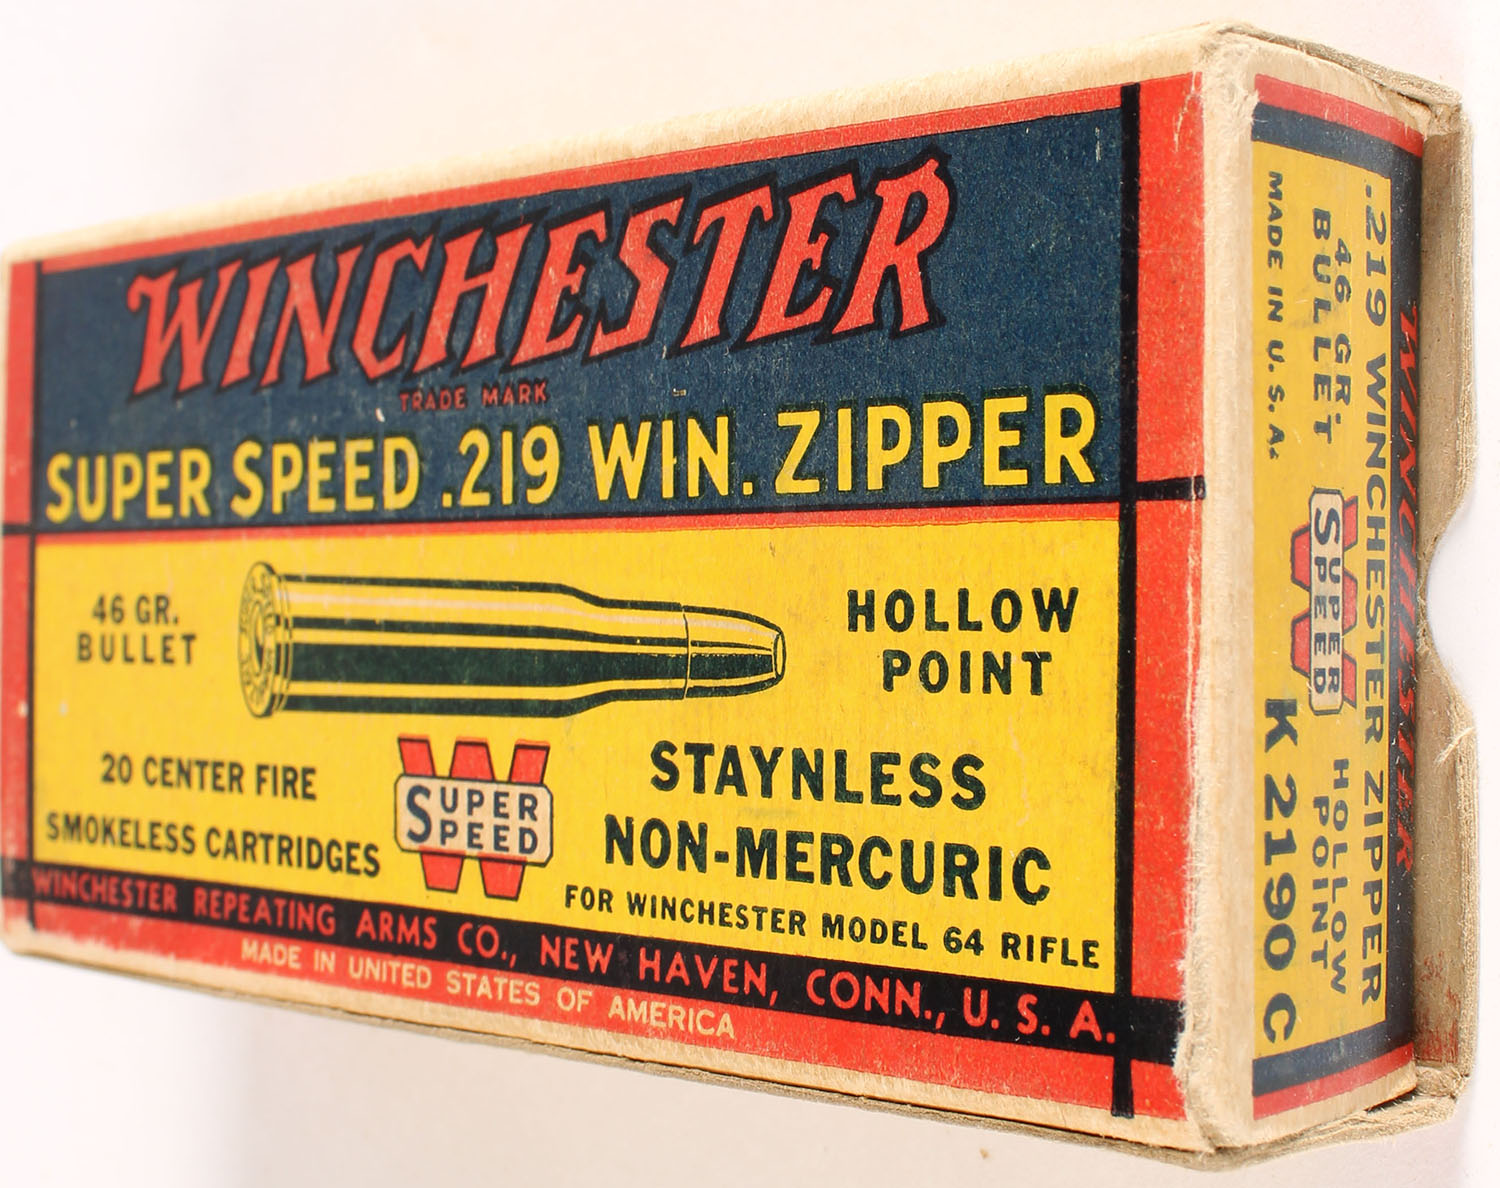 WINCHESTER
TRADE MARK
SUPER SPEED .219 WIN. ZIPPER
46 GR.
BULLET
HOLLOW
POINT
20 CENTER FIRE
SMOKELESS CARTRIDGES
SUPER
SPEED
STAYNLESS
NON-MERCURIC
FOR WINCHESTER MODEL 64 RIFLE
WINCHESTER REPEATING ARMS CO., NEW HAVEN, CONN., U. S. A.
MADE IN UNITED STATES OF AMERICA
WINCHESTER
.219 WINCHESTER ZIPPER
46 GR.
BULLET
SUPER
SPEED
HOLLOW
POINT
MADE IN U. S. A.
K 2190 C